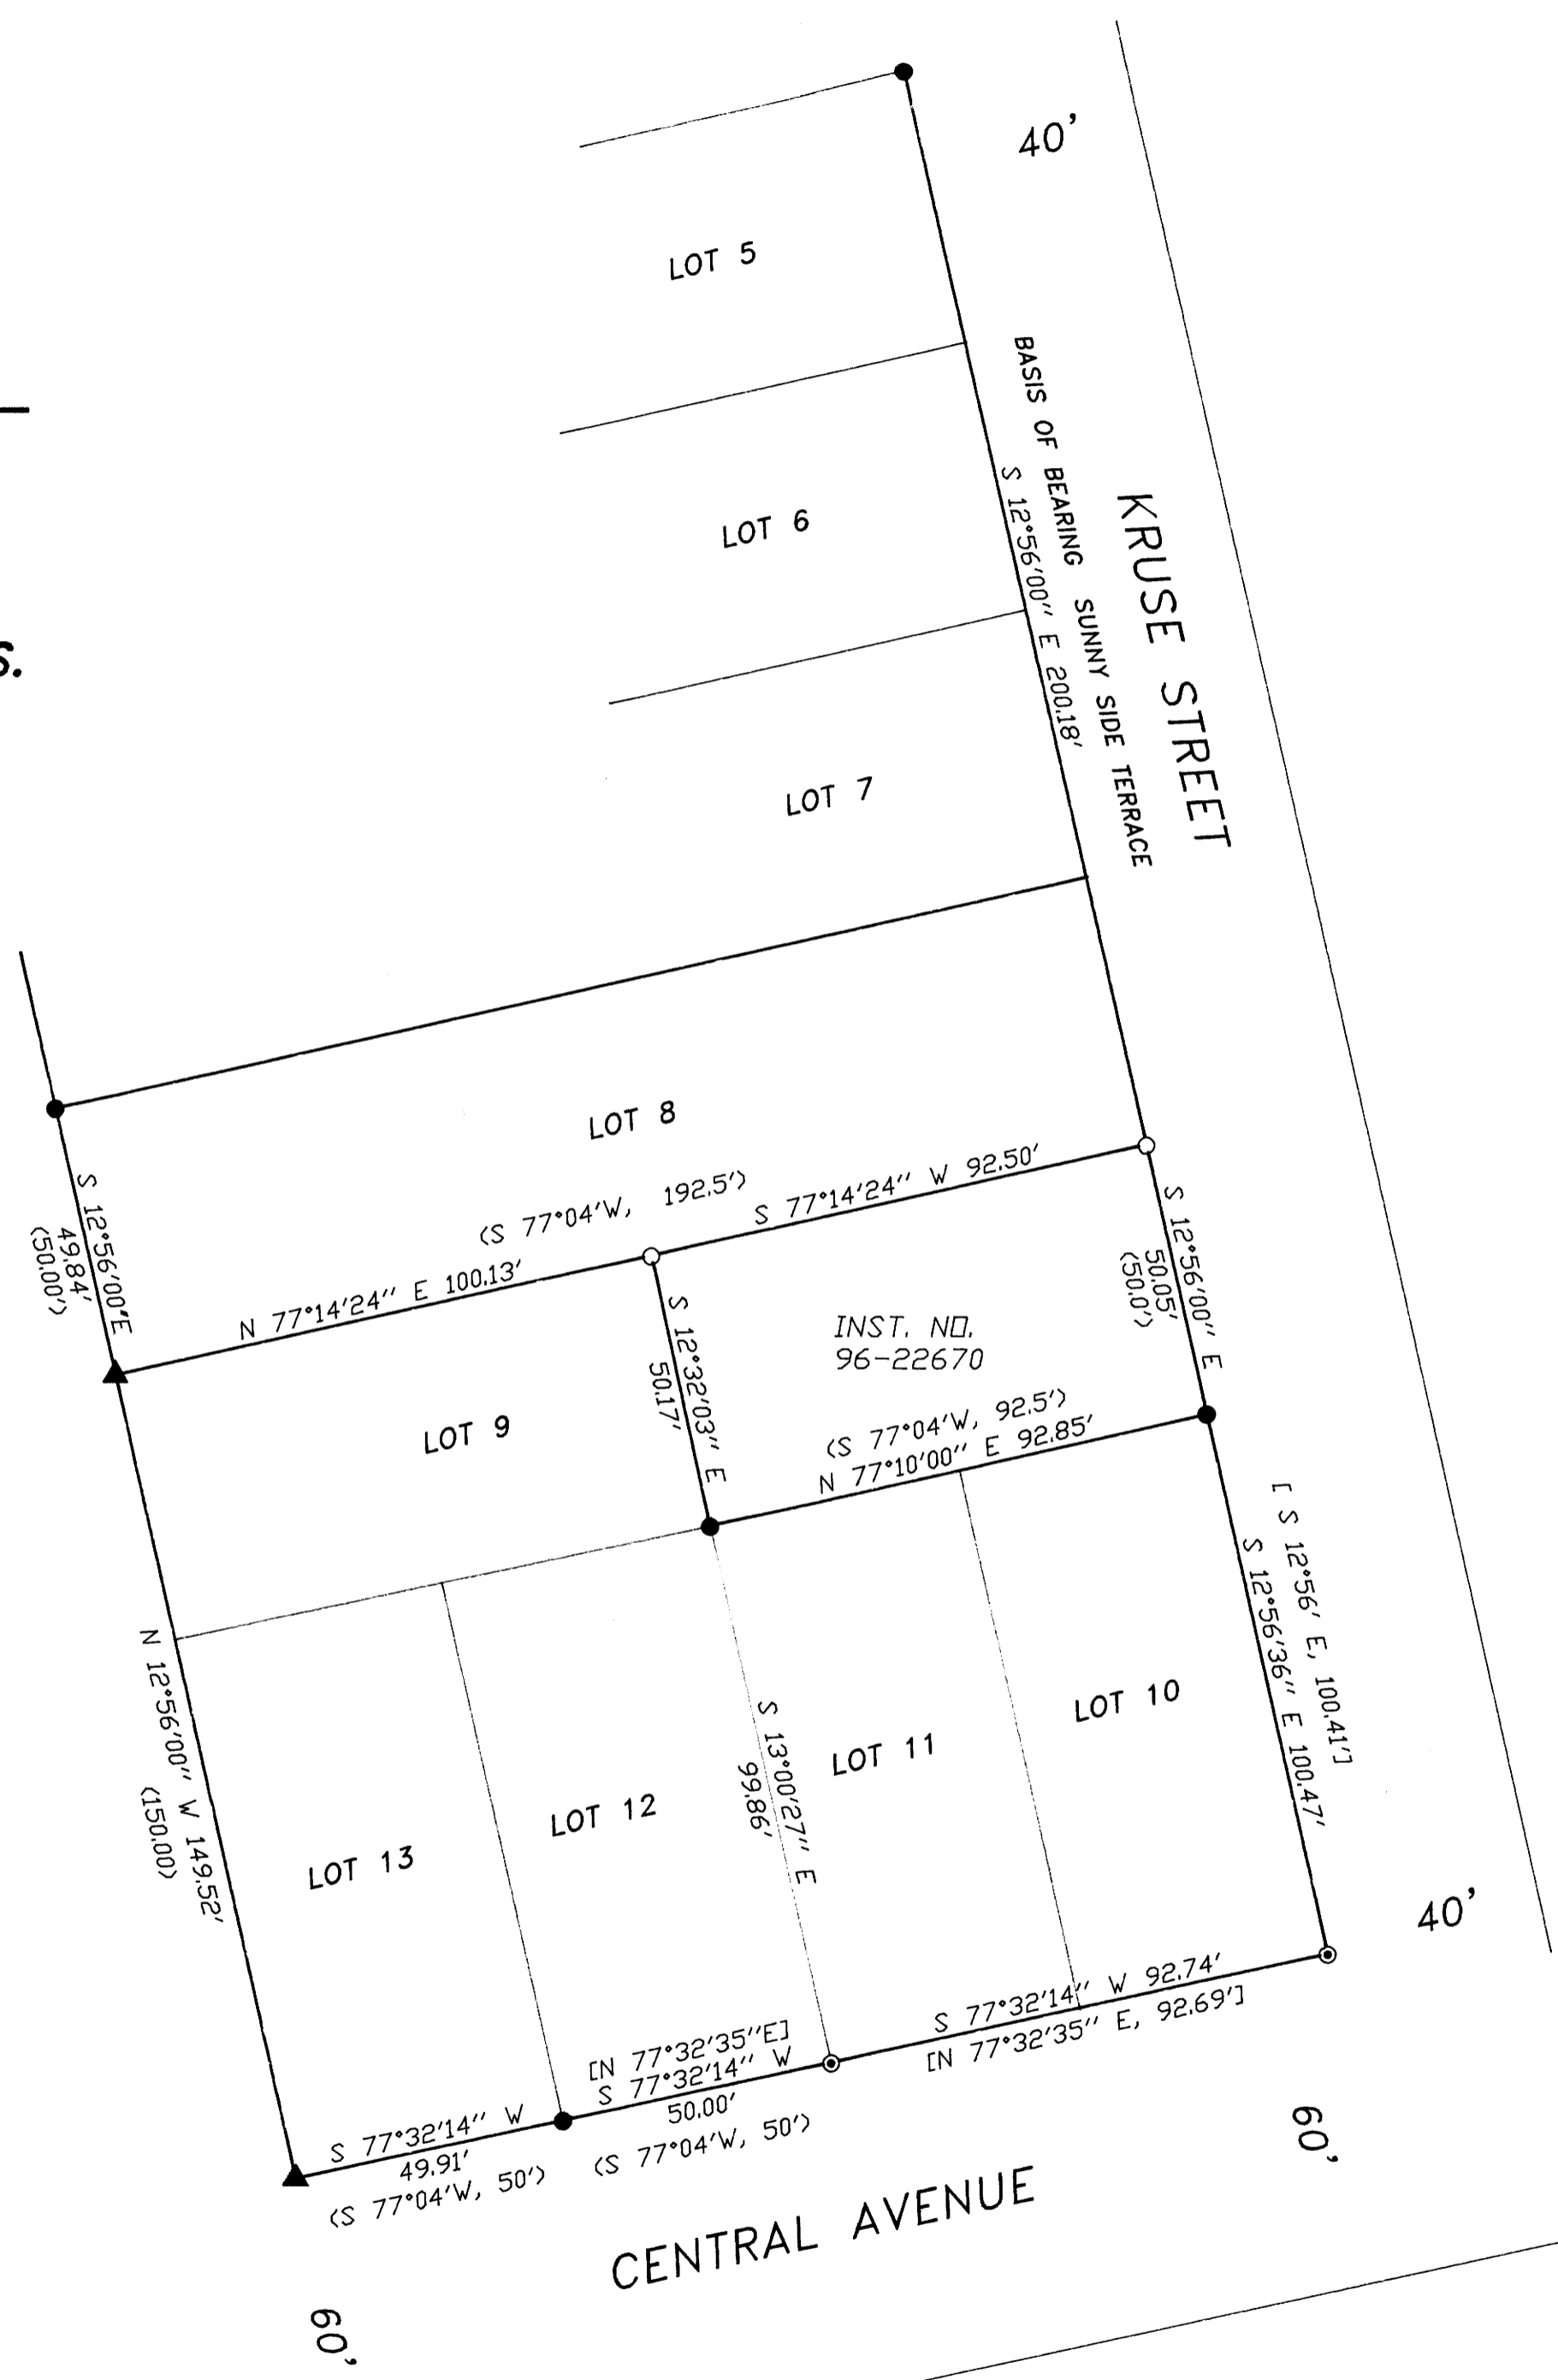 40'
LOT 5
BASIS OF BEARING SUNNY SIDE TERRACE
S 12°56'00" E 200.18'
KRUSE STREET
LOT 6
S.
LOT 7
LOT 8
S 12°56'00"E
49.84'
(50.00')
(S 77°04'W, 192.5')
S 77°14'24" W 92.50'
N 77°14'24" E 100.13'
S 12°56'00" E
50.05'
(50.0')
S 12°32'03" E
50.17'
INST. NO.
96-22670
LOT 9
(S 77°04'W, 92.5')
N 77°10'00" E 92.85'
[ S 12°56' E, 100.41']
S 12°56'36" E 100.47'
N 12°56'00" W 149.52'
(150.00)
LOT 10
S 13°00'27" E
99.86'
LOT 11
LOT 12
LOT 13
40'
S 77°32'14" W 92.74'
[N 77°32'35" E, 92.69']
[N 77°32'35"E]
S 77°32'14" W
50.00'
(S 77°04'W, 50')
S 77°32'14" W
49.91'
(S 77°04'W, 50')
60'
CENTRAL AVENUE
60'